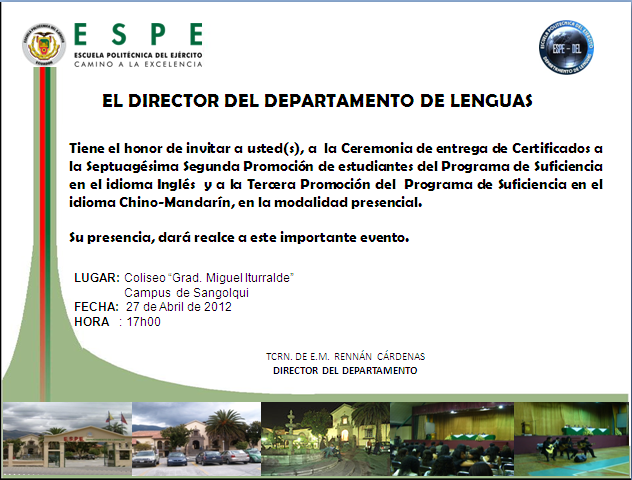 E S P E
ESCUELA POLITÉCNICA DEL EJÉRCITO
CAMINO A LA EXCELENCIA
ESPE - DEL
EL DIRECTOR DEL DEPARTAMENTO DE LENGUAS
Tiene el honor de invitar a usted(s), a  la Ceremonia de entrega de Certificados a
la Septuagésima Segunda Promoción de estudiantes del Programa de Suficiencia
en el idioma Inglés  y a la Tercera Promoción del  Programa de Suficiencia en el
idioma Chino-Mandarín, en la modalidad presencial.
Su presencia, dará realce a este importante evento.
LUGAR: Coliseo “Grad. Miguel Iturralde”
Campus de Sangolqui
FECHA:  27 de Abril de 2012
HORA   : 17h00
TCRN. DE E.M.  RENNÁN  CÁRDENAS
DIRECTOR DEL DEPARTAMENTO
ESPE